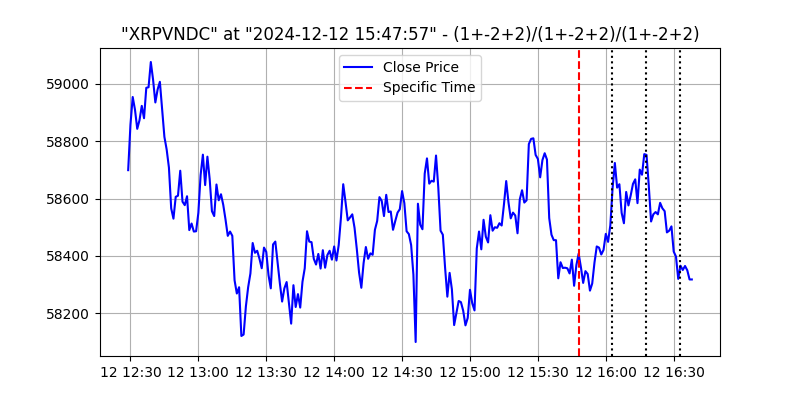 "XRPVNDC" at "2024-12-12 15:47:57" - (1+-2+2)/(1+-2+2)/(1+-2+2)
Close Price
Specific Time
59000
58800
58600
58400
58200
12 12:30 12 13:00 12 13:30 12 14:00 12 14:30 12 15:00 12 15:30 12 16:00 12 16:30